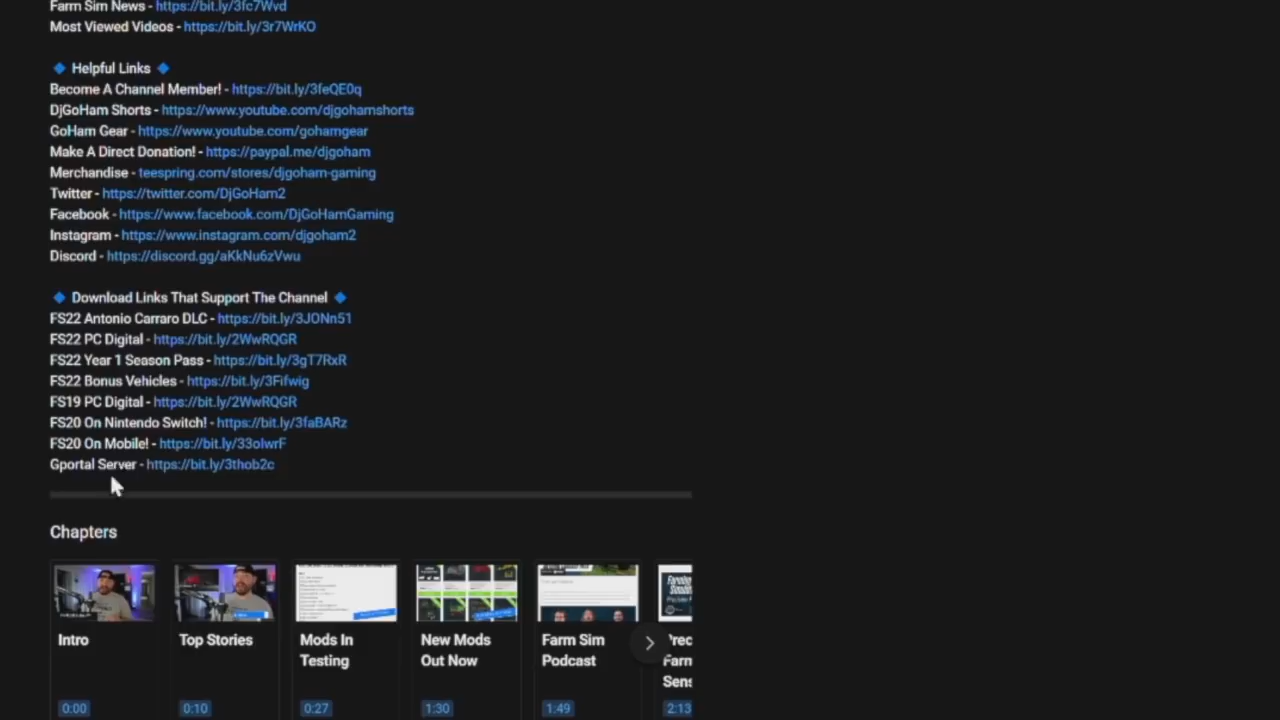 Farm Sim News - https://bit.ly/3fc7Wvd
Most Viewed Videos - https://bit.ly/3r7WrKO
Helpful Links
Become A Channel Member! - https://bit.ly/3feQE0q
DjGoHam Shorts - https://www.youtube.com/djgohamshorts
GoHam Gear - https://www.youtube.com/gohamgear
Make A Direct Donation! - https://paypal.me/djgoham
Merchandise - teespring.com/stores/djgoham-gaming
Twitter - https://twitter.com/DjGoHam2
Facebook - https://www.facebook.com/DjGoHamGaming
Instagram - https://www.instagram.com/djgoham2
Discord - https://discord.gg/aKkNu6zVwu
Download Links That Support The Channel
FS22 Antonio Carraro DLC - https://bit.ly/3JONn51
FS22 PC Digital - https://bit.ly/2WwRQGR
FS22 Year 1 Season Pass - https://bit.ly/3gT7RxR
FS22 Bonus Vehicles - https://bit.ly/3Fifwig
FS19 PC Digital - https://bit.ly/2WwRQGR
FS20 On Nintendo Switch! - https://bit.ly/3faBARz
FS20 On Mobile! - https://bit.ly/33olwrF
Gportal Server - https://bit.ly/3thob2c
Chapters
Intro
0:00
Top Stories
0:10
Mods In
Testing
0:27
New Mods
Out Now
1:30
Farm Sim
Podcast
1:49
Farm
Sens
2:13